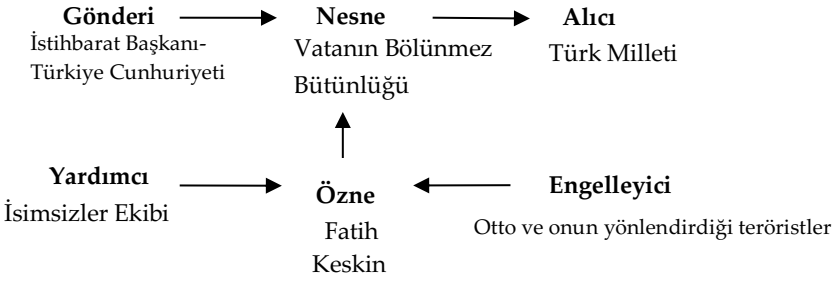 Gönderi
İstihbarat Başkanı-
Türkiye Cunhuriyeti
Nesne
Vatanın Bölünmez
Bütünlüğü
Alıcı
Türk Milleti
Yardımcı
İsimsizler Ekibi
Özne
Fatih
Keskin
Engelleyici
Otto ve onun yönlendirdiği teröristler